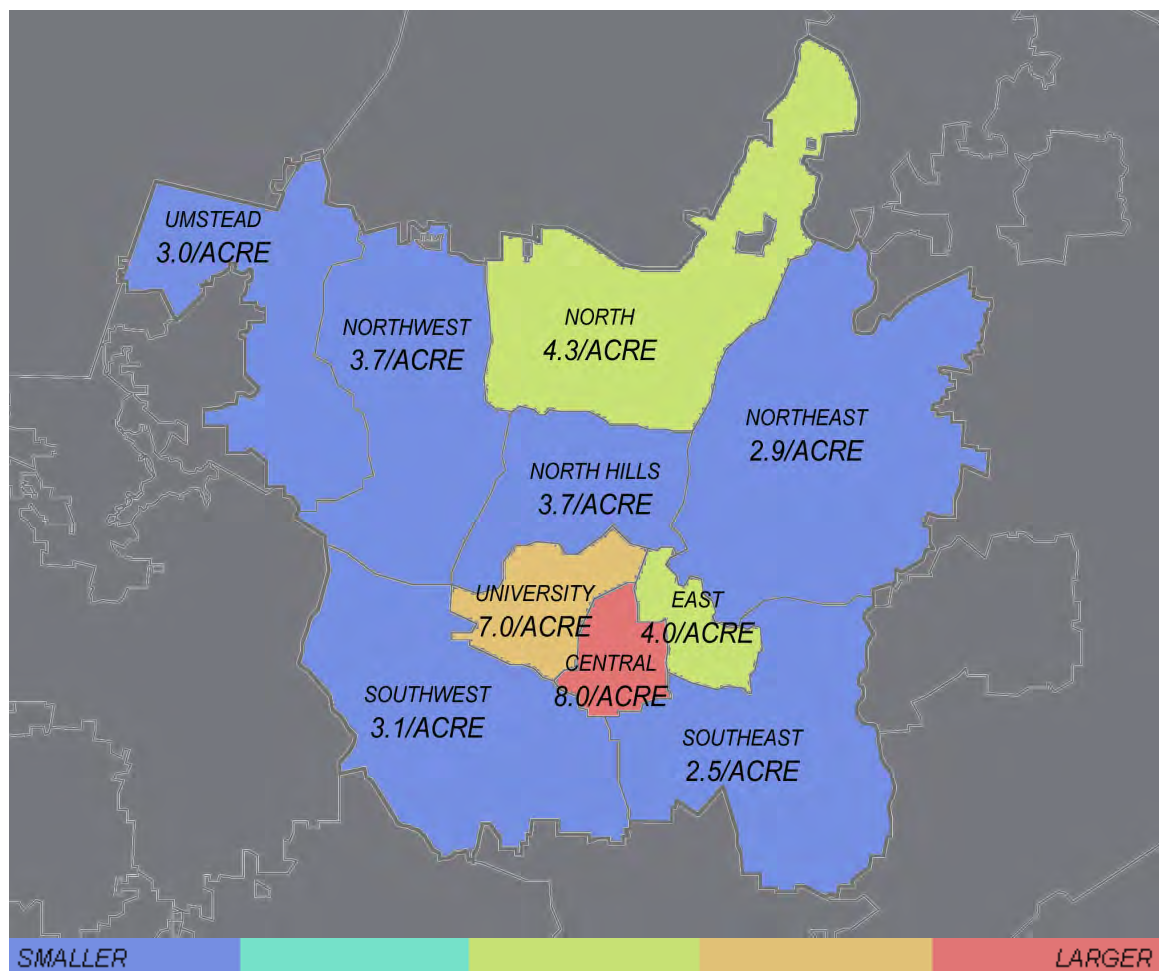 UMSTEAD
3.0/ACRE
NORTHWEST
3.7/ACRE
NORTH
4.3/ACRE
NORTHEAST
2.9/ACRE
NORTH HILLS
3.7/ACRE
UNIVERSITY
7.0/ACRE
EAST
4.0/ACRE
CENTRAL
8.0/ACRE
SOUTHWEST
3.1/ACRE
SOUTHEAST
2.5/ACRE
SMALLER
LARGER